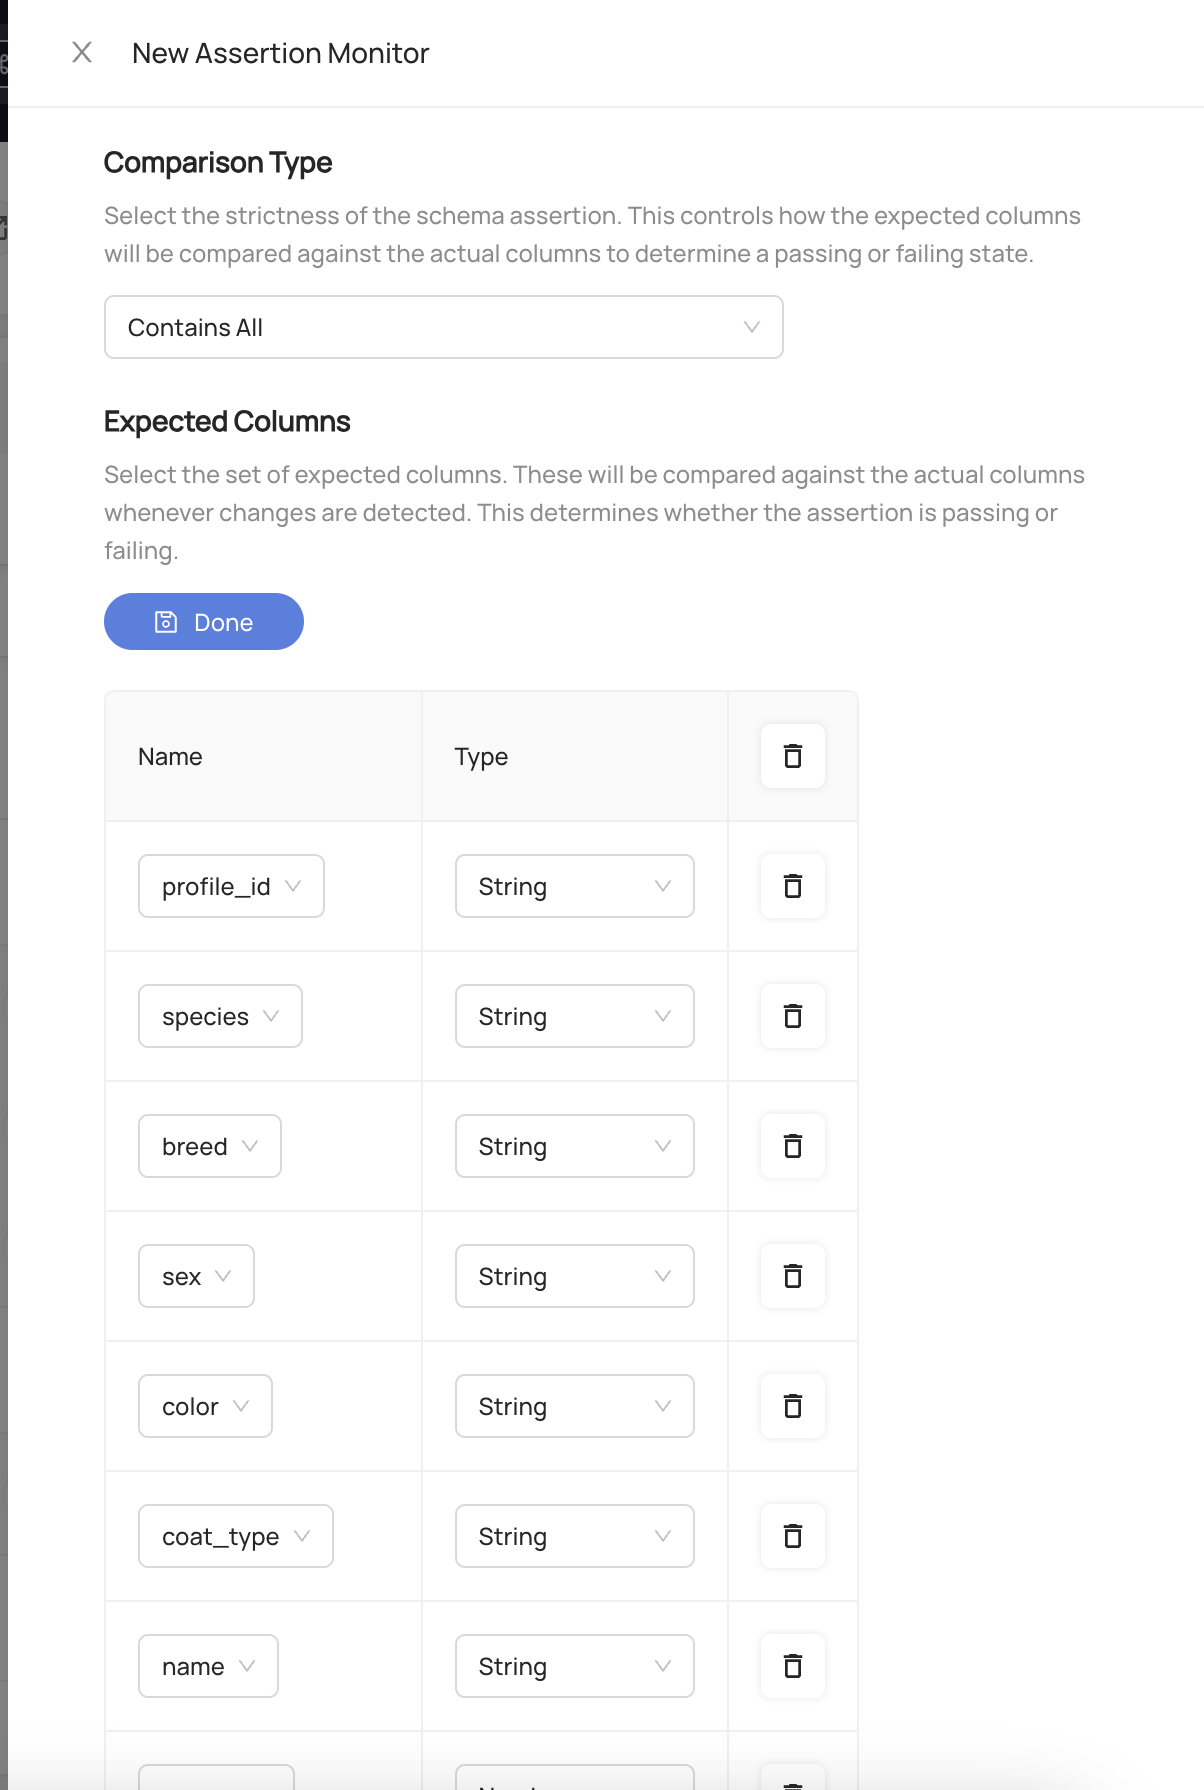 New Assertion Monitor
Comparison Type
Select the strictness of the schema assertion. This controls how the expected columns
will be compared against the actual columns to determine a passing or failing state.
Contains All
Expected Columns
Select the set of expected columns. These will be compared against the actual columns
whenever changes are detected. This determines whether the assertion is passing or
failing.
Done
Name Type
profile_id String
species String
breed String
sex String
color String
coat_type String
name String